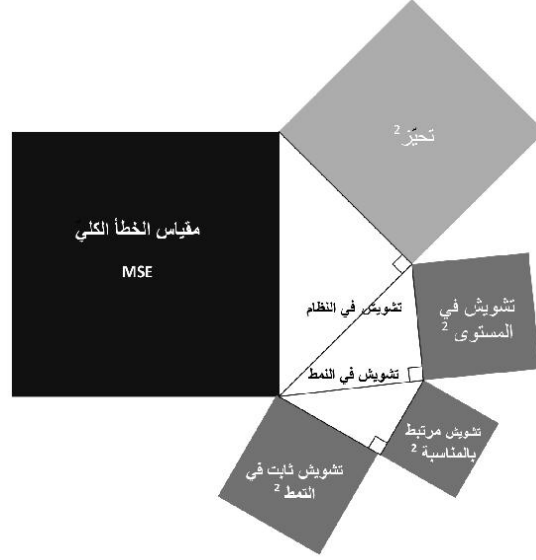 تحيّز 2
مقياس الخطأ الكليّ
MSE
تشويش في النظام
تشويش في
المستوى 2
تشويش في النمط
تشويش مرتبط
بالمناسبة 2
تشويش ثابت في
النمط 2